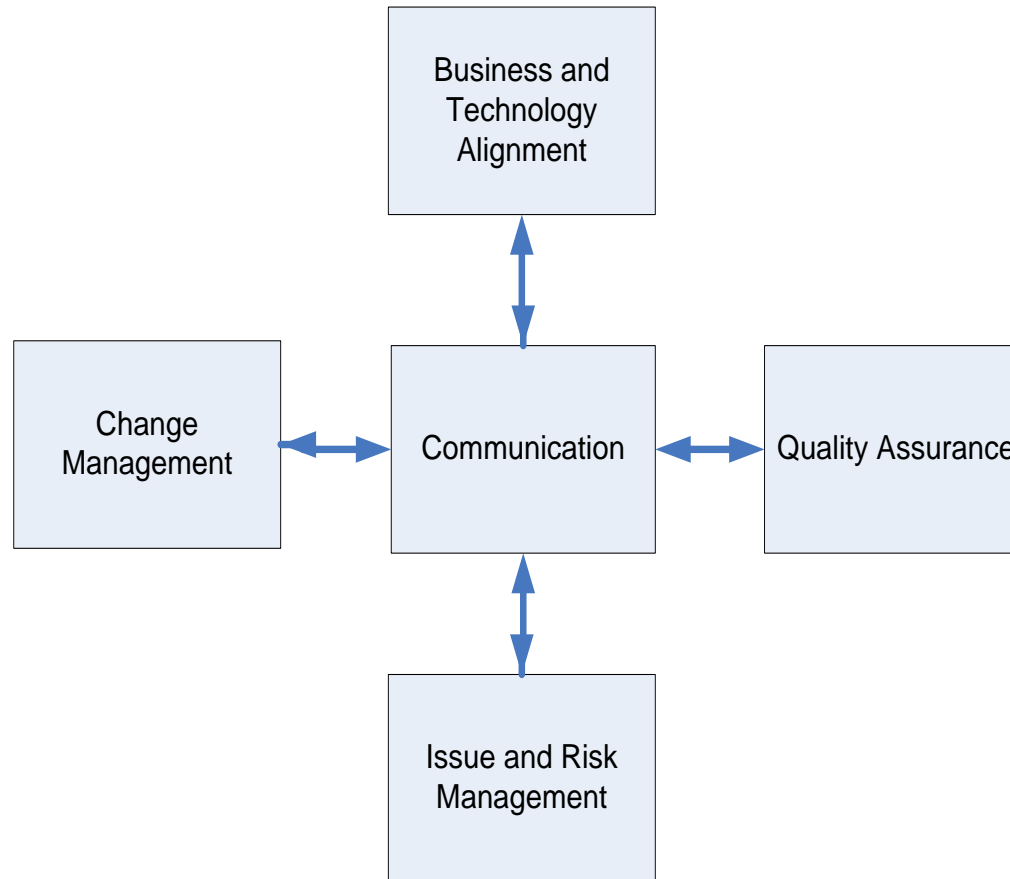 Business and
Technology
Alignment
Change
Management
Communication
Quality Assurance
Issue and Risk
Management